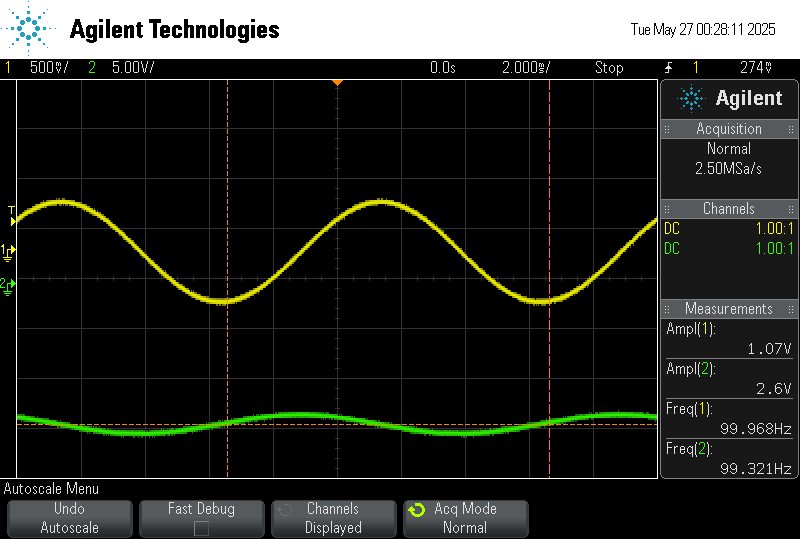 Agilent Technologies
Tue May 27 00:28:11 2025
1 500mV/ 2 5.00V/ 0.0s 2.000ms/ Stop 1 274mV
Agilent
Acquisition
Normal
2.50MSa/s
Channels
DC 1.00:1
DC 1.00:1
Measurements
Ampl(1):
1.07V
Ampl(2):
2.6V
Freq(1):
99.968Hz
Freq(2):
99.321Hz
T
1
2
Autoscale Menu
Undo
Autoscale
Fast Debug
Channels
Displayed
Acq Mode
Normal